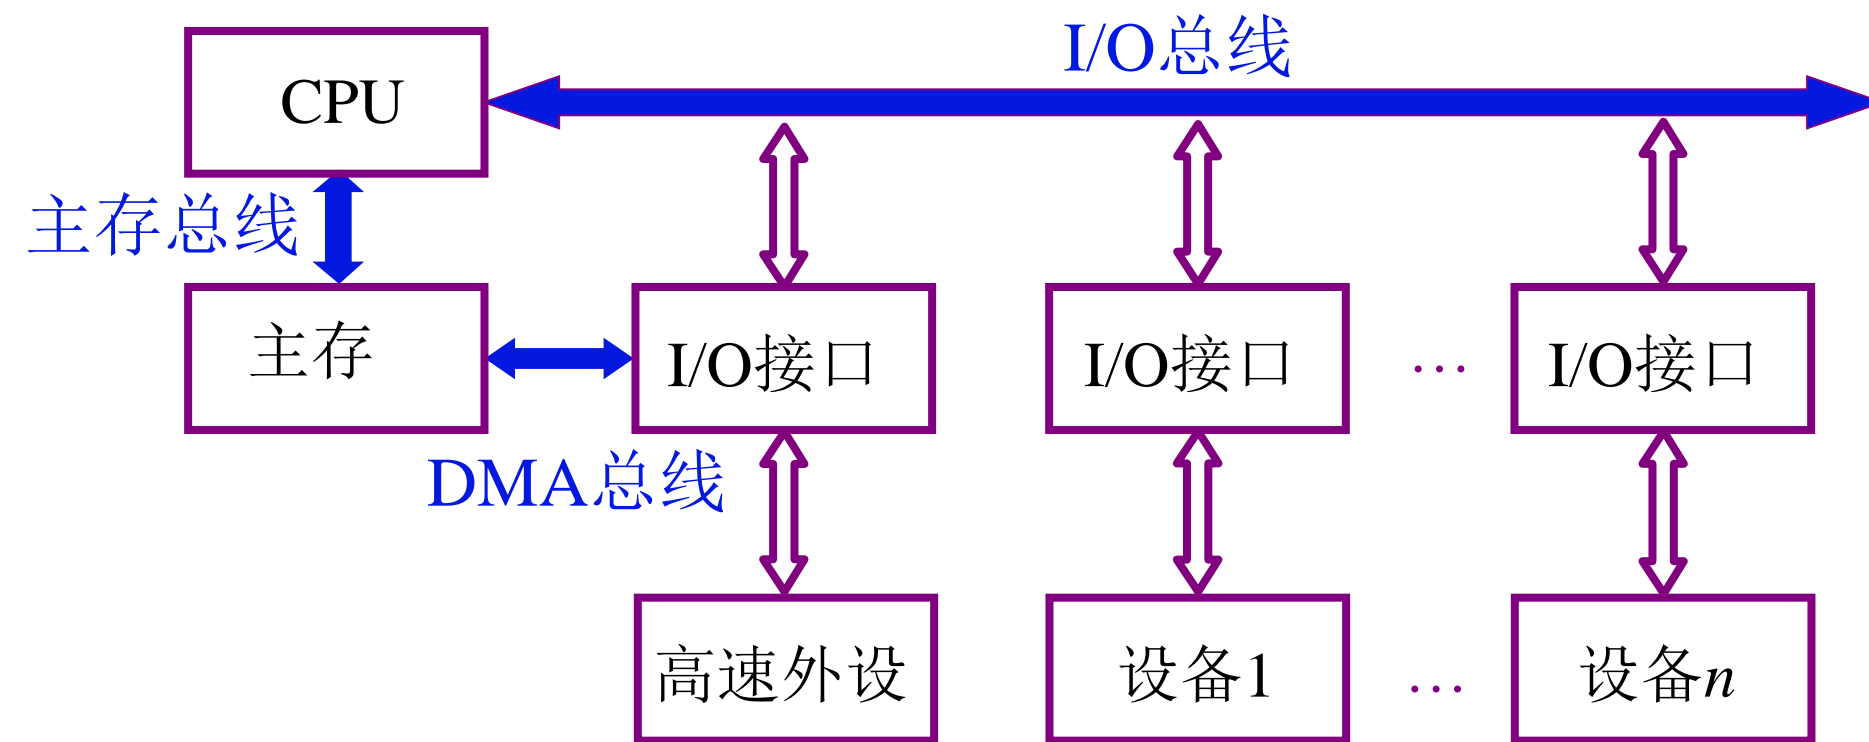 I/O总线
CPU
主存总线
主存
I/O接口
I/O接口
…
I/O接口
DMA总线
高速外设
设备1
…
设备n